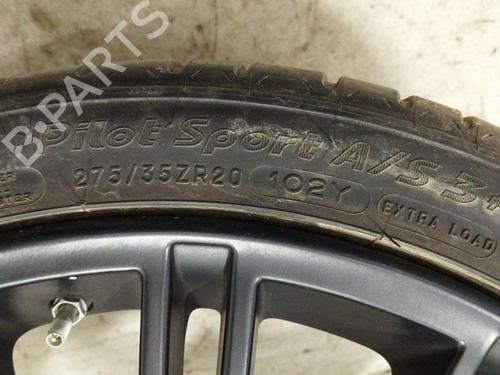 B-PARTS
Pilot Sport A/S 3+
275/35ZR20 102Y EXTRA LOAD